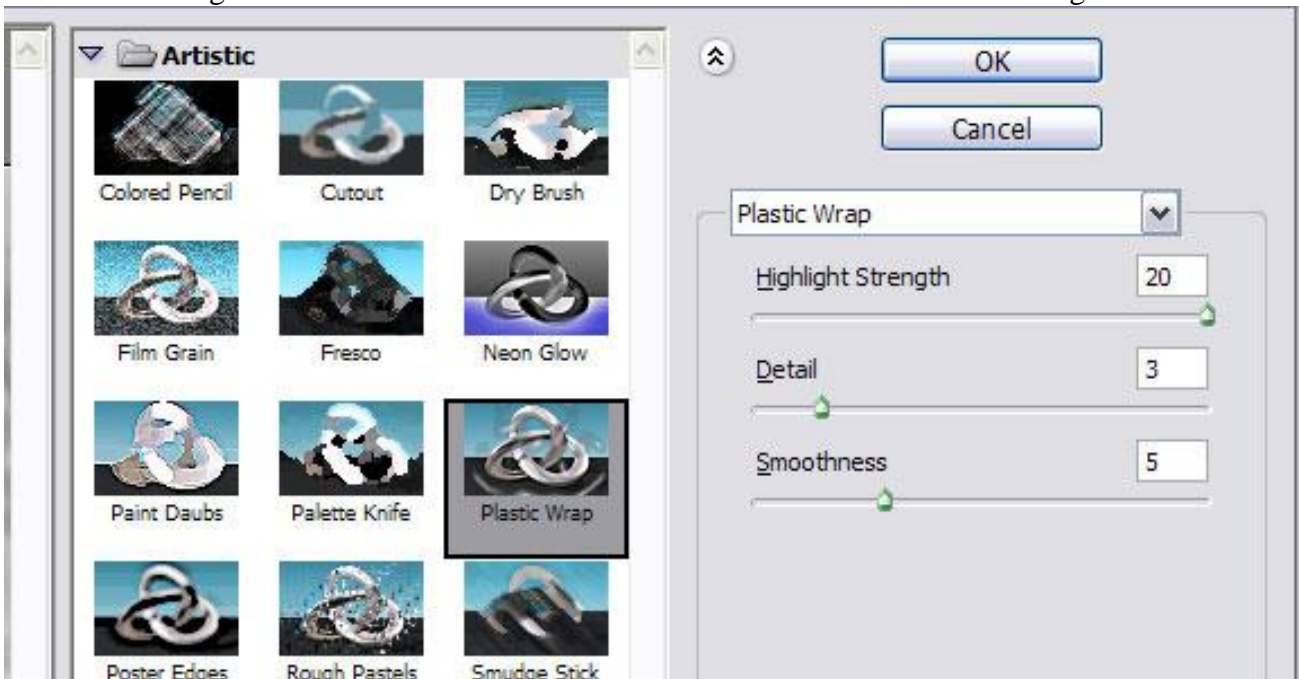 Artistic
OK
Cancel
Colored Pencil
Cutout
Dry Brush
Plastic Wrap
Highlight Strength
20
Film Grain
Fresco
Neon Glow
Detail
3
Smoothness
5
Paint Daubs
Palette Knife
Plastic Wrap
Poster Edges
Rough Pastels
Smudge Stick